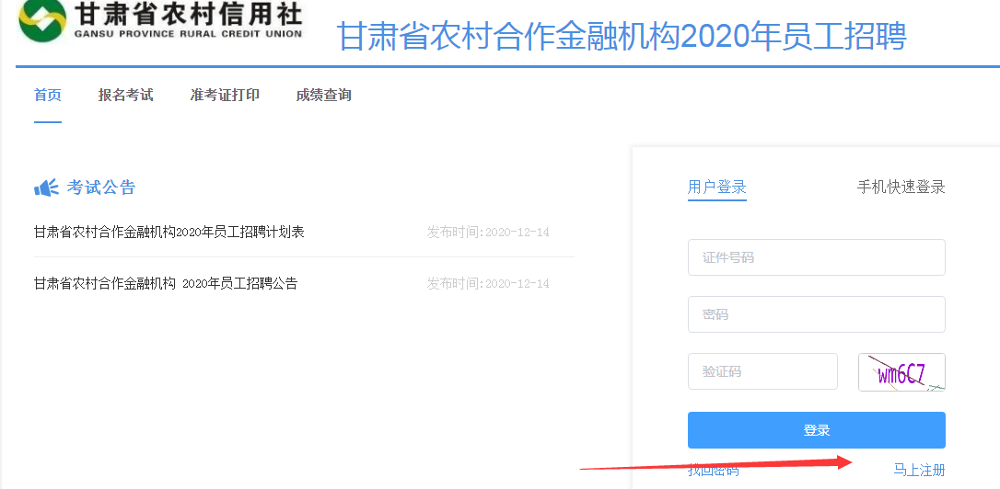 甘肃省农村信用社
GANSU PROVINCE RURAL CREDIT UNION
甘肃省农村合作金融机构2020年员工招聘
首页 报名考试 准考证打印 成绩查询
考试公告
甘肃省农村合作金融机构2020年员工招聘计划表 发布时间:2020-12-14
甘肃省农村合作金融机构 2020年员工招聘公告 发布时间:2020-12-14
用户登录 手机快速登录
证件号码
密码
验证码 wm6C7
登录
找回密码 马上注册